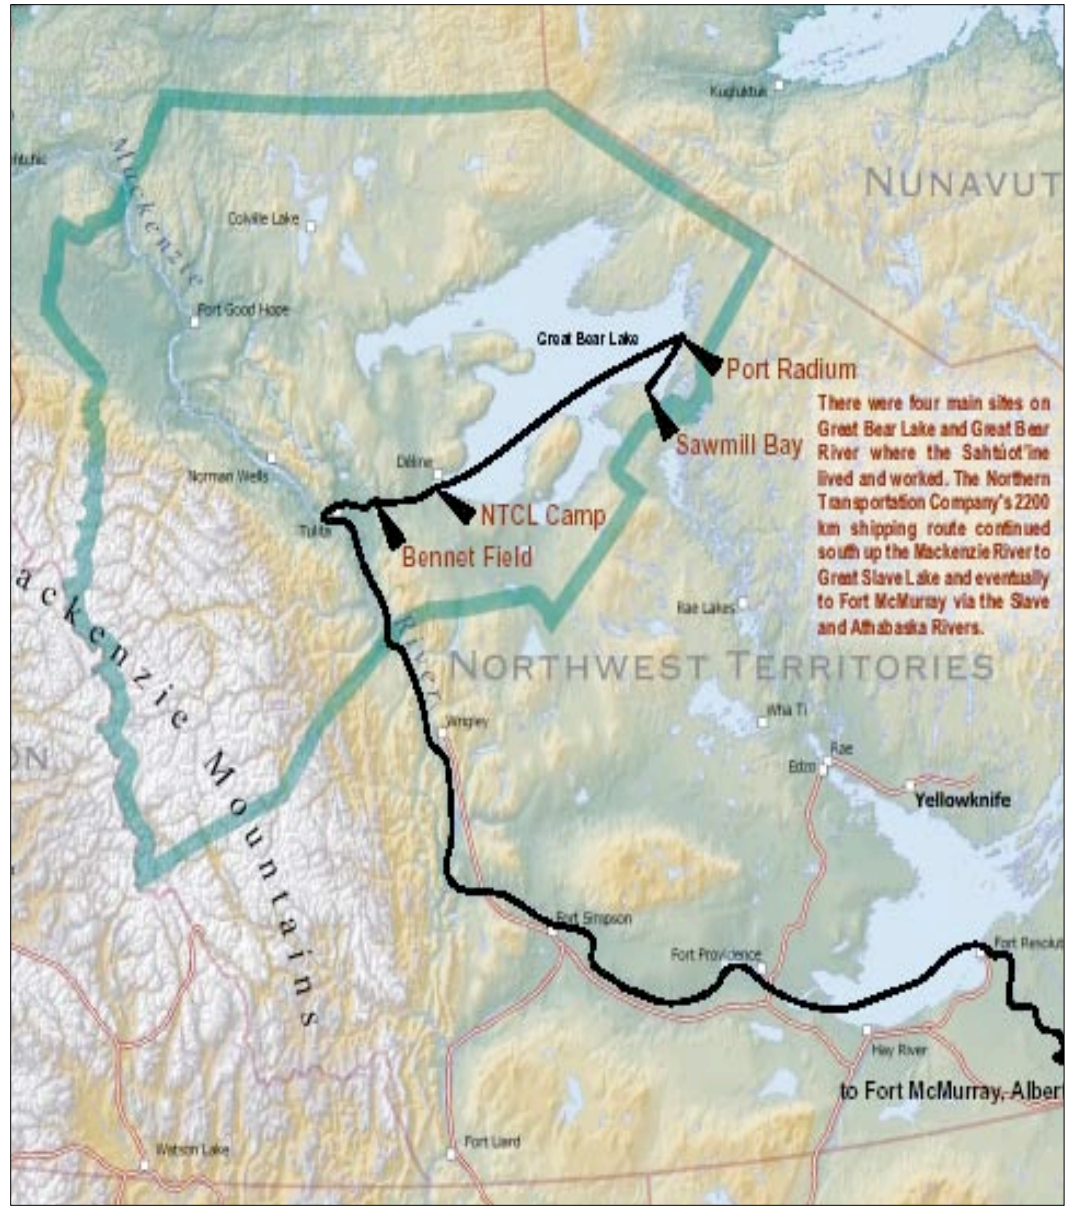 Kugluktuk
NUNAVUT
Mackenzie
Colville Lake
Fort Good Hope
Great Bear Lake
Port Radium
There were four main sites on
Great Bear Lake and Great Bear
River where the Sahtúot'ine
lived and worked. The Northern
Transportation Company's 2200
km shipping route continued
south up the Mackenzie River to
Great Slave Lake and eventually
to Fort McMurray via the Slave
and Athabaska Rivers.
Sawmill Bay
Déline
Norman Wells
NTCL Camp
Tulita
Bennet Field
ackenzie Mountains
Rae Lakes
River
NORTHWEST TERRITORIES
Wrigley
Wha Ti
ON
Rae
Edzo
Yellowknife
Fort Simpson
Fort Providence
Fort Resolut
Hay River
to Fort McMurray, Albert
Fort Liard
Watson Lake